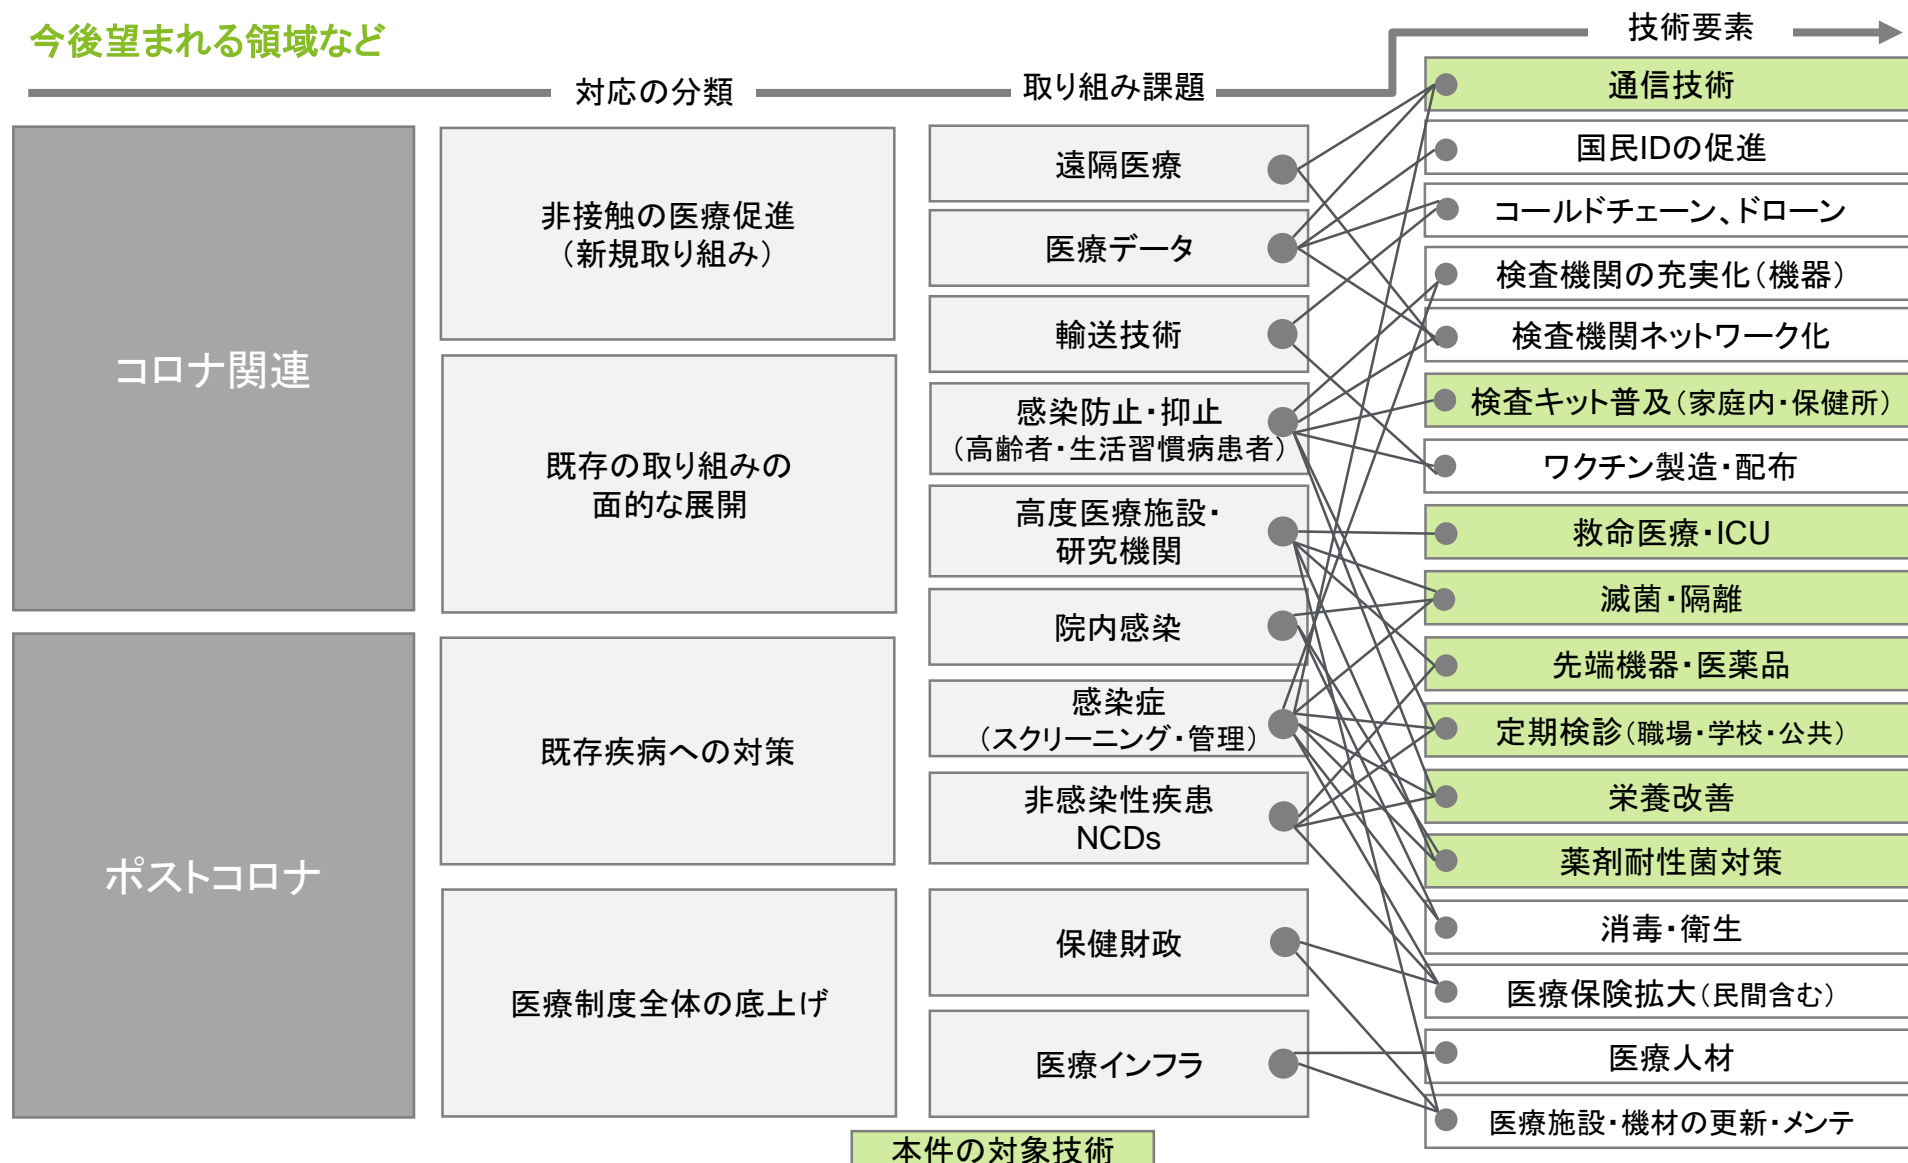 今後望まれる領域など
対応の分類
取り組み課題
技術要素
コロナ関連
ポストコロナ
非接触の医療促進
（新規取り組み）
既存の取り組みの
面的な展開
既存疾病への対策
医療制度全体の底上げ
遠隔医療
医療データ
輸送技術
感染防止・抑止
（高齢者・生活習慣病患者）
高度医療施設・
研究機関
院内感染
感染症
（スクリーニング・管理）
非感染性疾患
NCDs
保健財政
医療インフラ
通信技術
国民IDの促進
コールドチェーン、ドローン
検査機関の充実化（機器）
検査機関ネットワーク化
検査キット普及（家庭内・保健所）
ワクチン製造・配布
救命医療・ICU
滅菌・隔離
先端機器・医薬品
定期検診（職場・学校・公共）
栄養改善
薬剤耐性菌対策
消毒・衛生
医療保険拡大（民間含む）
医療人材
医療施設・機材の更新・メンテ
本件の対象技術